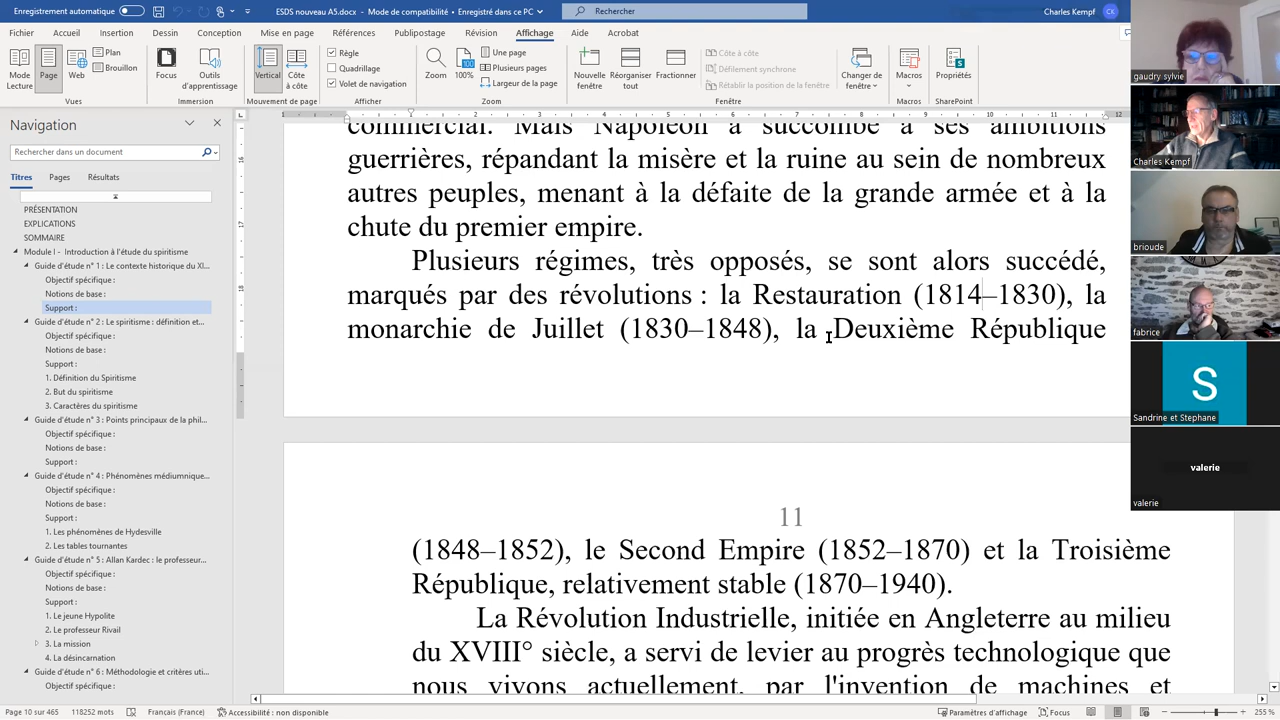 Enregistrement automatique
ESDS nouveau A5.docx - Mode de compatibilité • Enregistré dans ce PC
Rechercher
Charles Kempf
CK
Fichier Accueil Insertion Dessin Conception Mise en page Références Publipostage Révision Affichage Aide Acrobat
Mode Lecture
Page
Web
Plan
Brouillon
Vues
Focus
Outils d'apprentissage
Immersion
Vertical
Côte à côte
Mouvement de page
Règle
Quadrillage
Volet de navigation
Afficher
Zoom
100%
Une page
Plusieurs pages
Largeur de la page
Zoom
Nouvelle fenêtre
Réorganiser tout
Fractionner
Côte à côte
Défilement synchrone
Rétablir la position de la fenêtre
Changer de fenêtre
Fenêtre
Macros
Macros
Propriétés
SharePoint
Navigation
Rechercher dans un document
Titres Pages Résultats
PRÉSENTATION
EXPLICATIONS
SOMMAIRE
Module I - Introduction à l'étude du spiritisme
Guide d'étude n° 1 : Le contexte historique du XI...
Objectif spécifique :
Notions de base :
Support :
Guide d'étude n° 2 : Le spiritisme : définition et...
Objectif spécifique :
Notions de base :
Support :
1. Définition du Spiritisme
2. But du spiritisme
3. Caractères du spiritisme
Guide d'étude n° 3 : Points principaux de la phil...
Objectif spécifique :
Notions de base :
Support :
Guide d'étude n° 4 : Phénomènes médiumnique...
Objectif spécifique :
Notions de base :
Support :
1. Les phénomènes de Hydesville
2. Les tables tournantes
Guide d'étude n° 5 : Allan Kardec : le professeur...
Objectif spécifique :
Notions de base :
Support :
1. Le jeune Hypolite
2. Le professeur Rivail
3. La mission
4. La désincarnation
Guide d'étude n° 6 : Méthodologie et critères uti...
Objectif spécifique :
commercial. Mais Napoléon a succombé à ses ambitions
guerrières, répandant la misère et la ruine au sein de nombreux
autres peuples, menant à la défaite de la grande armée et à la
chute du premier empire.
Plusieurs régimes, très opposés, se sont alors succédé,
marqués par des révolutions : la Restauration (1814–1830), la
monarchie de Juillet (1830–1848), la Deuxième République
11
(1848–1852), le Second Empire (1852–1870) et la Troisième
République, relativement stable (1870–1940).
La Révolution Industrielle, initiée en Angleterre au milieu
du XVIII° siècle, a servi de levier au progrès technologique que
nous vivons actuellement, par l'invention de machines et
gaudry sylvie
Charles Kempf
brioude
fabrice
S
Sandrine et Stephane
valerie
valerie
Page 10 sur 465 118252 mots Français (France) Accessibilité : non disponible
Paramètres d'affichage Focus 255 %